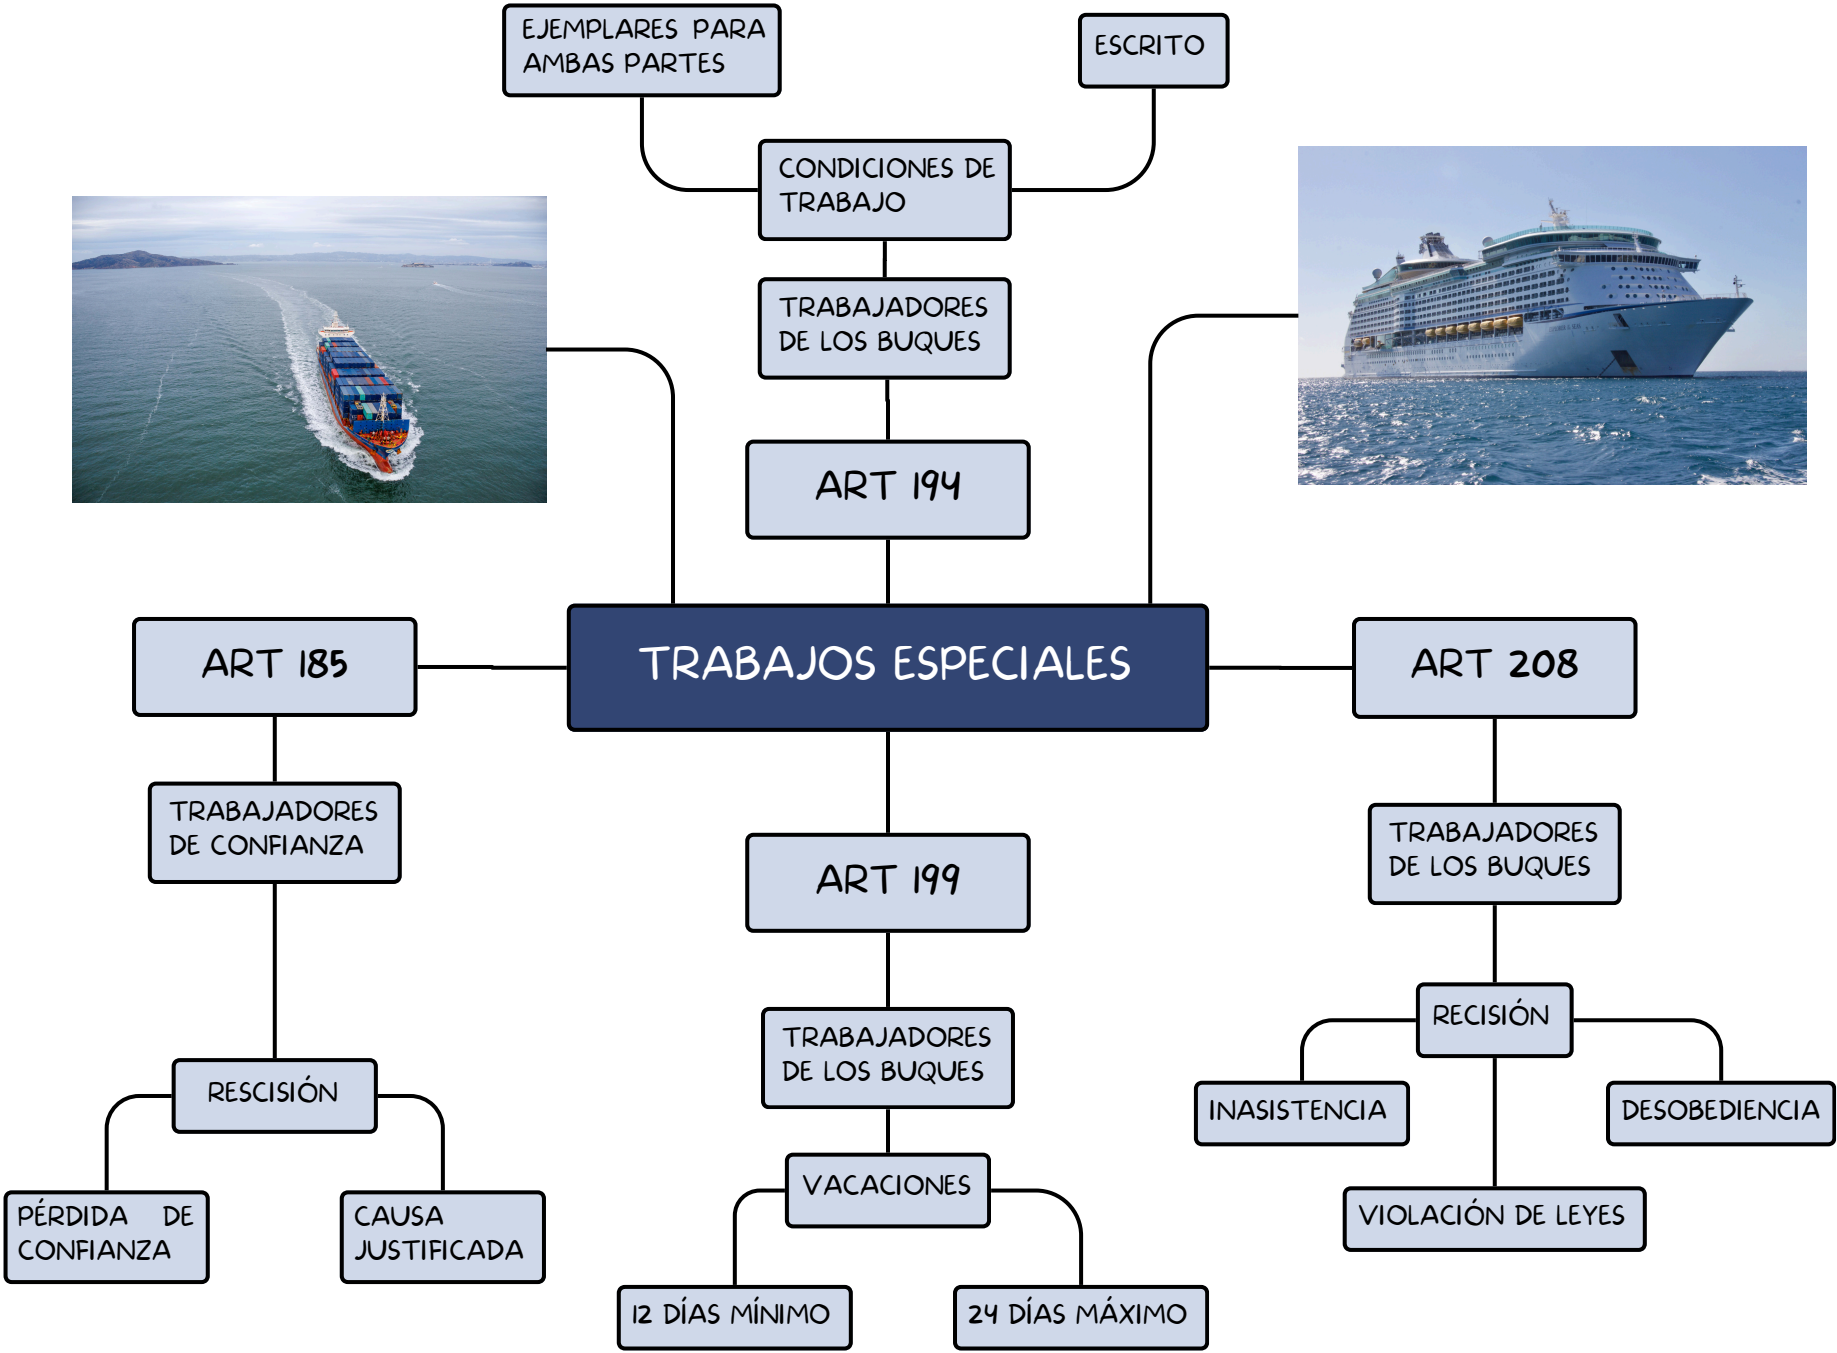 EJEMPLARES PARA
AMBAS PARTES
ESCRITO
CONDICIONES DE
TRABAJO
TRABAJADORES
DE LOS BUQUES
ART 194
TRABAJOS ESPECIALES
ART 185
TRABAJADORES
DE CONFIANZA
RESCISIÓN
PÉRDIDA DE
CONFIANZA
CAUSA
JUSTIFICADA
ART 199
TRABAJADORES
DE LOS BUQUES
VACACIONES
12 DÍAS MÍNIMO
24 DÍAS MÁXIMO
ART 208
TRABAJADORES
DE LOS BUQUES
RECISIÓN
INASISTENCIA
DESOBEDIENCIA
VIOLACIÓN DE LEYES